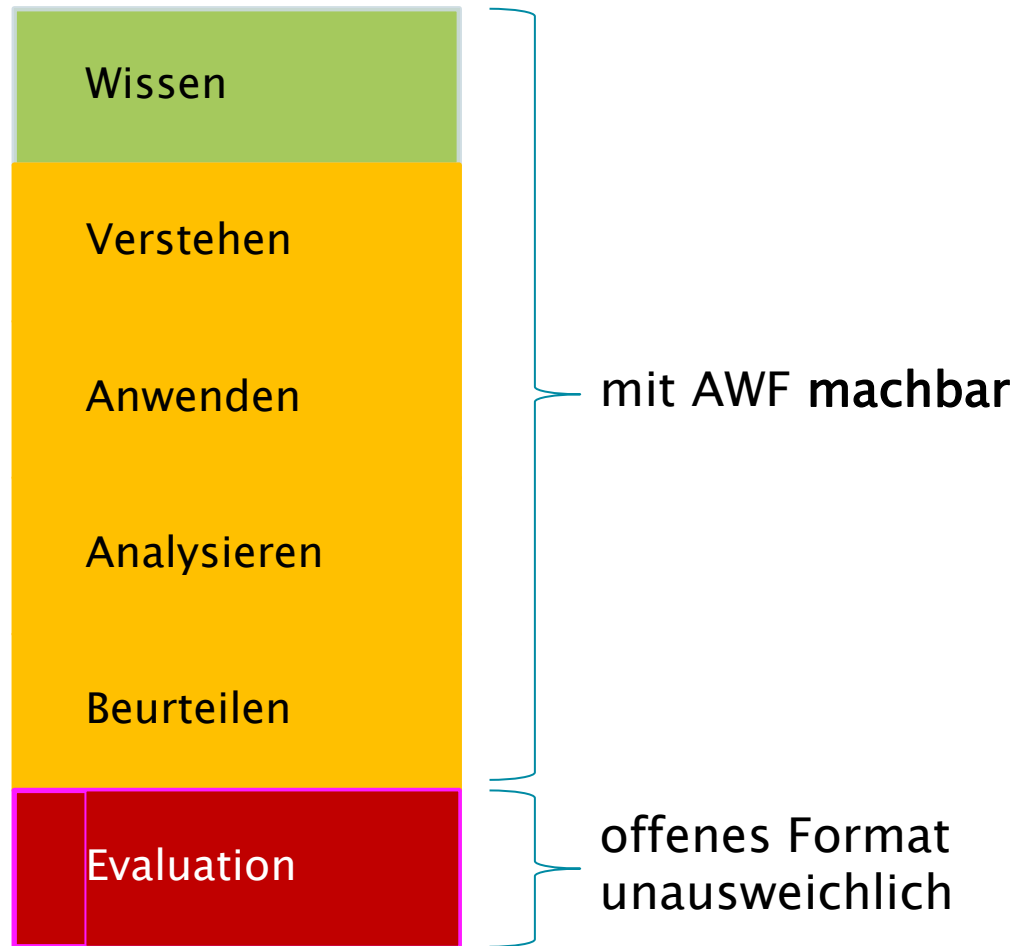 Wissen
Verstehen
Anwenden
mit AWF machbar
Analysieren
Beurteilen
Evaluation
offenes Format
unausweichlich